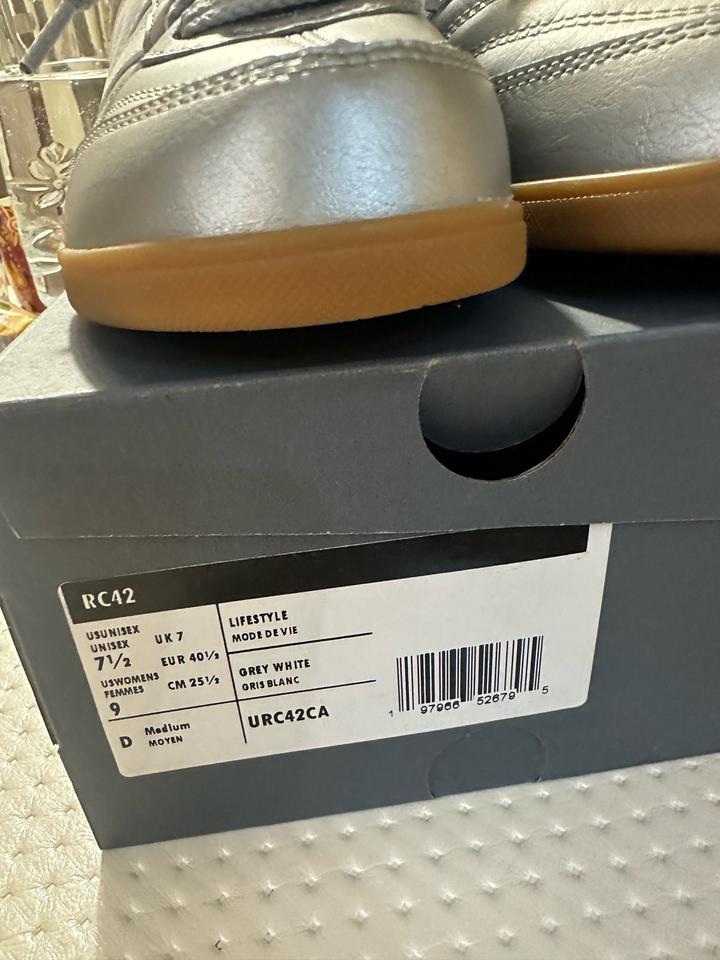 RC42
USUNISEX
UNISEX
7½
UK 7
EUR 40½
USWOMENS
FEMMES
9
CM 25½
D
Medium
MOYEN
LIFESTYLE
MODE DE VIE
GREY WHITE
GRIS BLANC
URC42CA
1 97966 52679 5